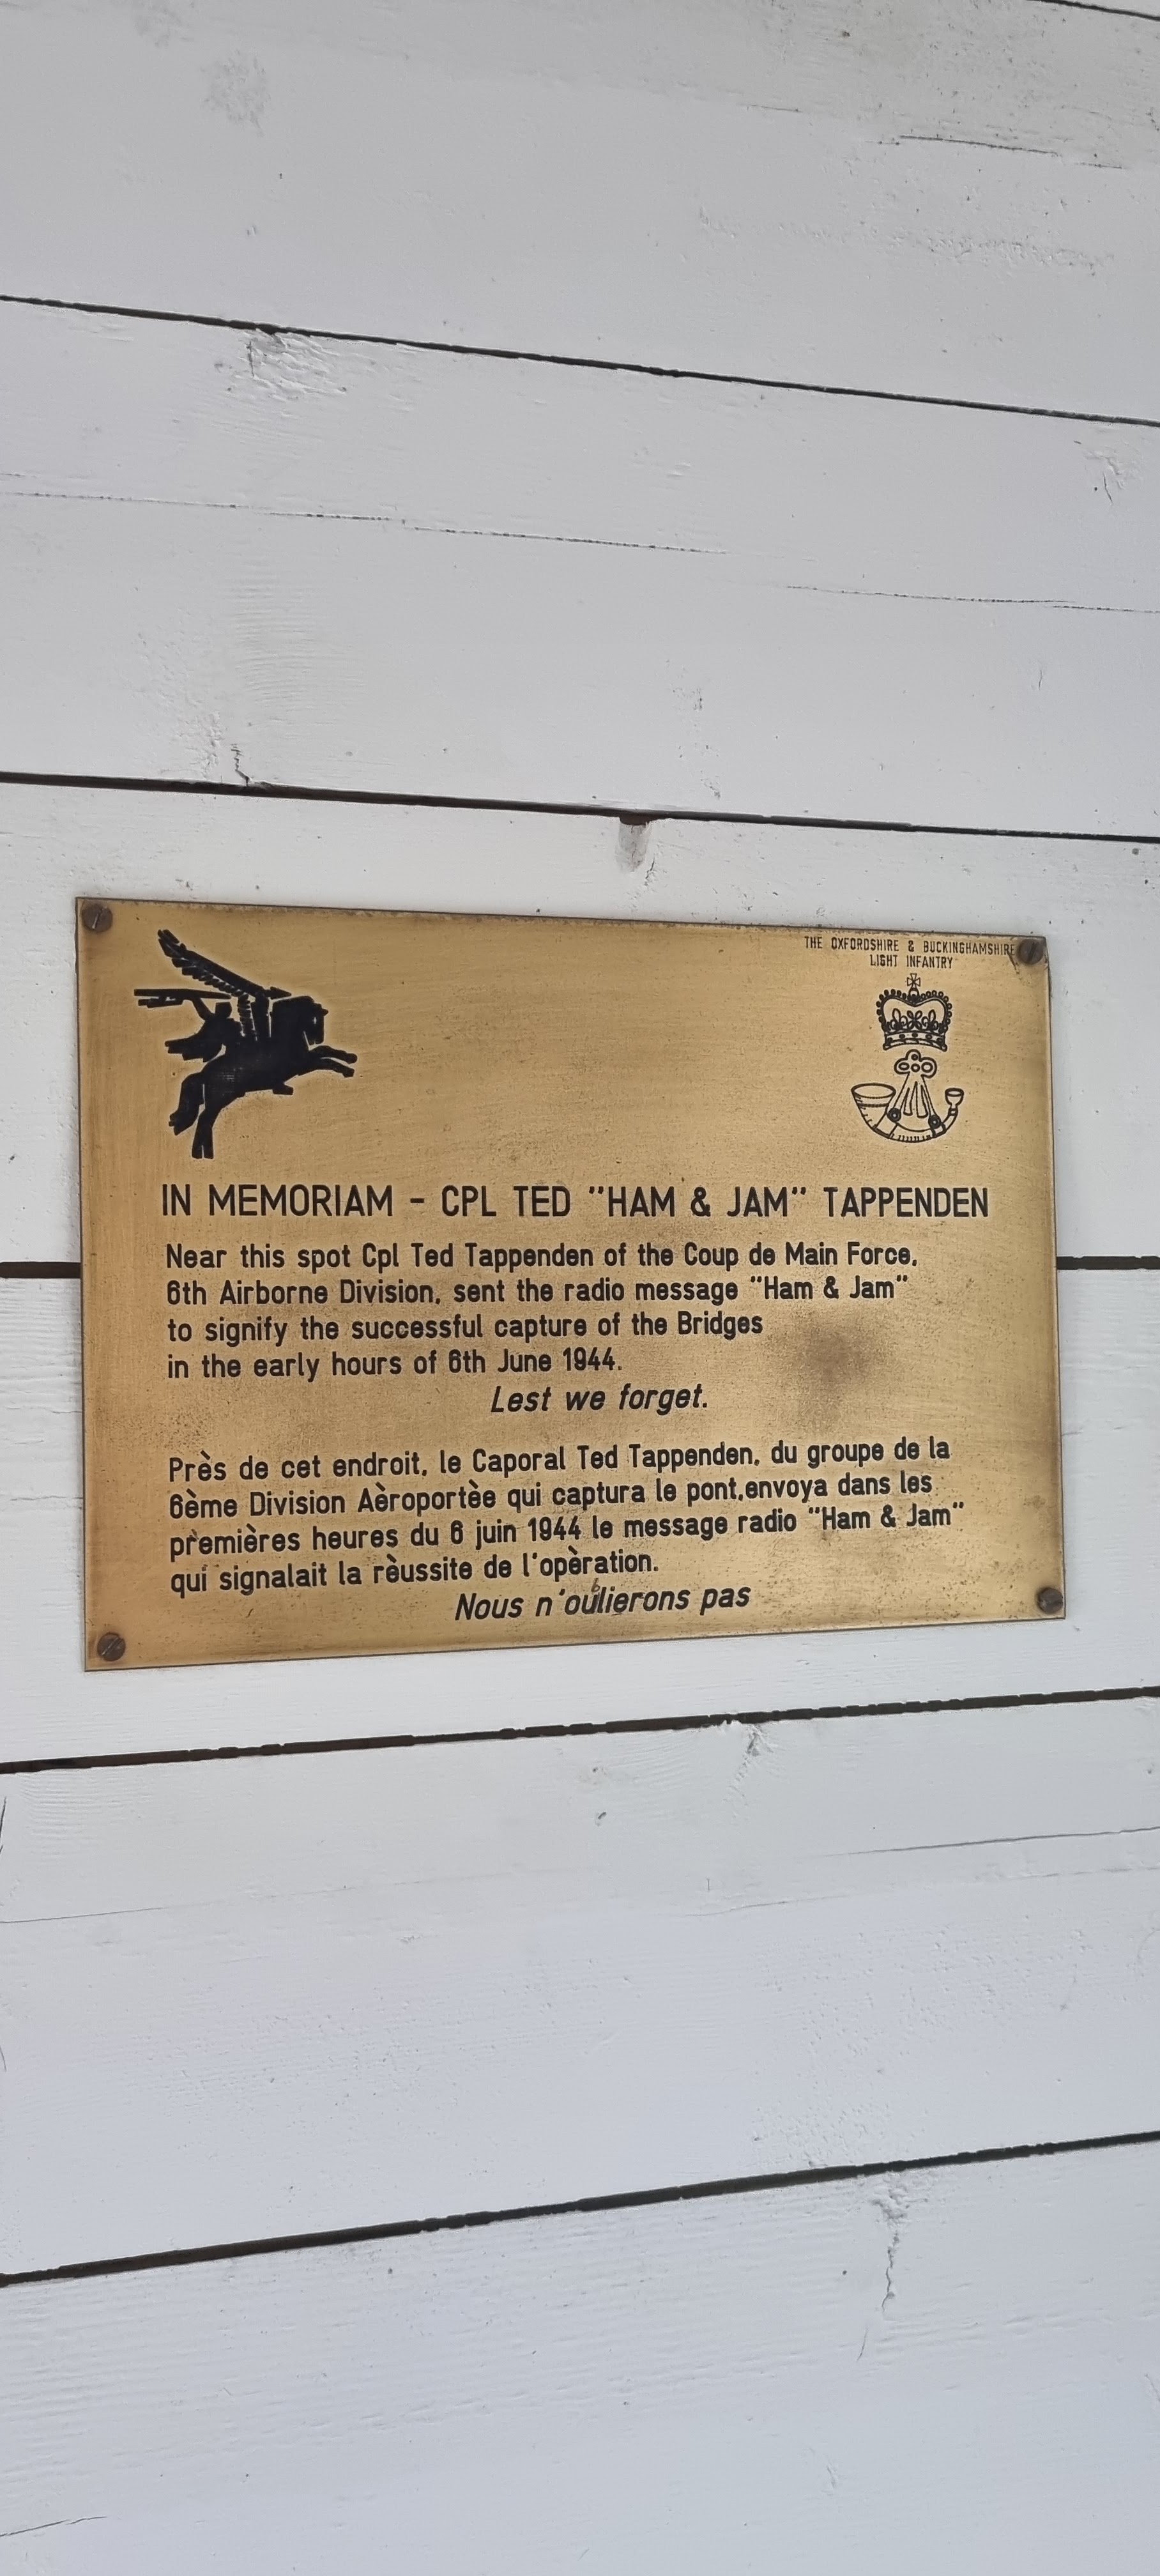 THE OXFORDSHIRE & BUCKINGHAMSHIRE
LIGHT INFANTRY
IN MEMORIAM - CPL TED "HAM & JAM" TAPPENDEN
Near this spot Cpl Ted Tappenden of the Coup de Main Force,
6th Airborne Division, sent the radio message "Ham & Jam"
to signify the successful capture of the Bridges
in the early hours of 6th June 1944.
Lest we forget.
Près de cet endroit, le Caporal Ted Tappenden, du groupe de la
6ème Division Aèroportèe qui captura le pont,envoya dans les
premières heures du 6 juin 1944 le message radio "Ham & Jam"
qui signalait la rèussite de l'opèration.
Nous n'oublierons pas